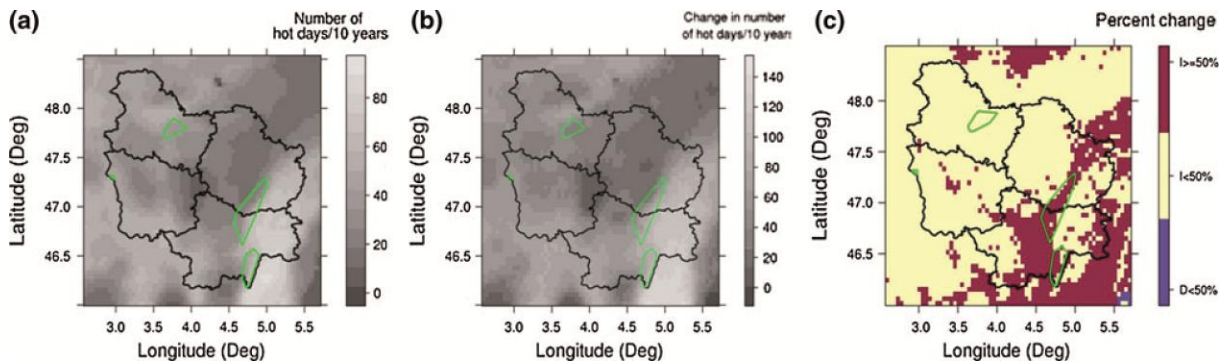 (a)
Number of
hot days/10 years
48.0
47.5
47.0
46.5
Latitude (Deg)
3.0 3.5 4.0 4.5 5.0 5.5
Longitude (Deg)
80
60
40
20
0
(b)
Change in number
of hot days/10 years
48.0
47.5
47.0
46.5
Latitude (Deg)
3.0 3.5 4.0 4.5 5.0 5.5
Longitude (Deg)
140
120
100
80
60
40
20
0
(c)
Percent change
48.0
47.5
47.0
46.5
Latitude (Deg)
3.0 3.5 4.0 4.5 5.0 5.5
Longitude (Deg)
I>=50%
I<50%
D<50%